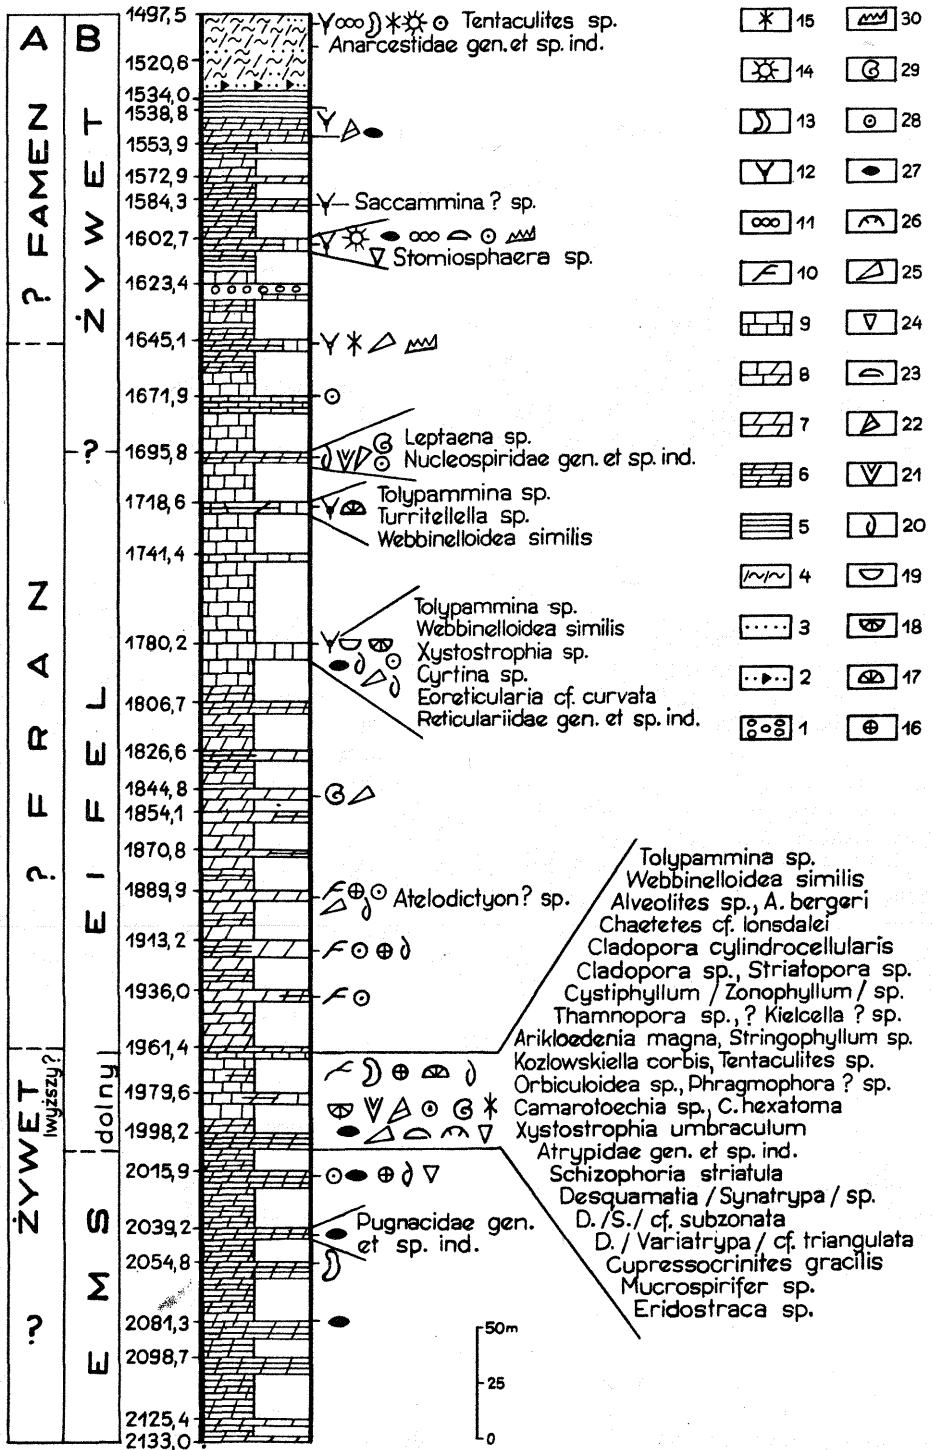 A
B
? FAMEN
? FRAN
ŻYWET
/wyższy?/
?
ŻYWET
?
EIFEL
dolny
EMS
1497,5
1520,6
1534,0
1538,8
1553,9
1572,9
1584,3
1602,7
1623,4
1645,1
1671,9
1695,8
1718,6
1741,4
1780,2
1806,7
1826,6
1844,8
1854,1
1870,8
1889,9
1913,2
1936,0
1961,4
1979,6
1998,2
2015,9
2039,2
2054,8
2081,3
2098,7
2125,4
2133,0
Tentaculites sp.
Anarcestidae gen. et sp. ind.
Saccammina ? sp.
Stomiosphaera sp.
Leptaena sp.
Nucleospiridae gen. et sp. ind.
Tolypammina sp.
Turritellella sp.
Webbinelloidea similis
Tolypammina sp.
Webbinelloidea similis
Xystostrophia sp.
Cyrtina sp.
Eoreticularia cf. curvata
Reticulariidae gen. et sp. ind.
Atelodictyon? sp.
Tolypammina sp.
Webbinelloidea similis
Alveolites sp., A. bergeri
Chaetetes cf. lonsdalei
Cladopora cylindrocellularis
Cladopora sp., Striatopora sp.
Cystiphyllum / Zonophyllum / sp.
Thamnopora sp., ? Kielcella ? sp.
Arikloedenia magna, Stringophyllum sp.
Kozlowskiella corbis, Tentaculites sp.
Orbiculoidea sp., Phragmophora ? sp.
Camarotoechia sp., C. hexatoma
Xystostrophia umbraculum
Atrypidae gen. et sp. ind.
Schizophoria striatula
Desquamatia / Synatrypa / sp.
D. /S./ cf. subzonata
D. / Variatrypa / cf. triangulata
Cupressocrinites gracilis
Mucrospirifer sp.
Eridostraca sp.
Pugnacidae gen.
et sp. ind.
50m
25
0
15
14
13
12
11
10
9
8
7
6
5
4
3
2
1
30
29
28
27
26
25
24
23
22
21
20
19
18
17
16